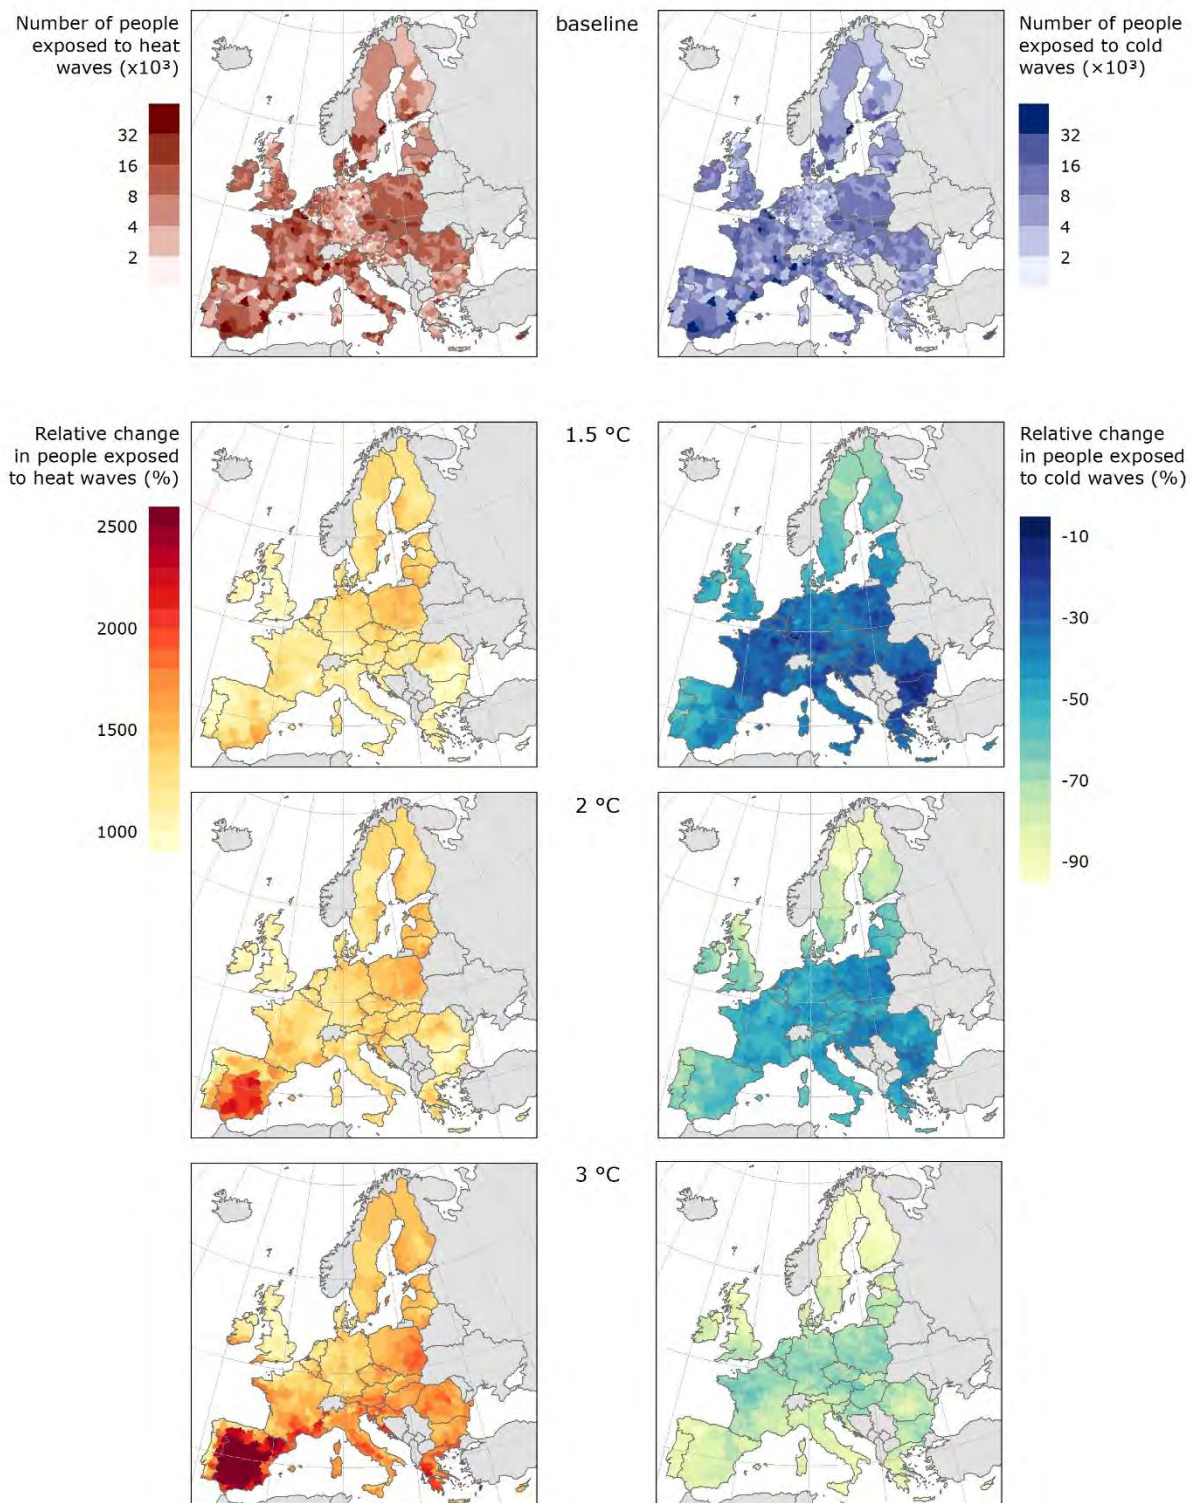 Number of people
exposed to heat
waves (x10³)
32
16
8
4
2
baseline
Number of people
exposed to cold
waves (×10³)
32
16
8
4
2
Relative change
in people exposed
to heat waves (%)
2500
2000
1500
1000
1.5 °C
Relative change
in people exposed
to cold waves (%)
-10
-30
-50
-70
-90
2 °C
3 °C